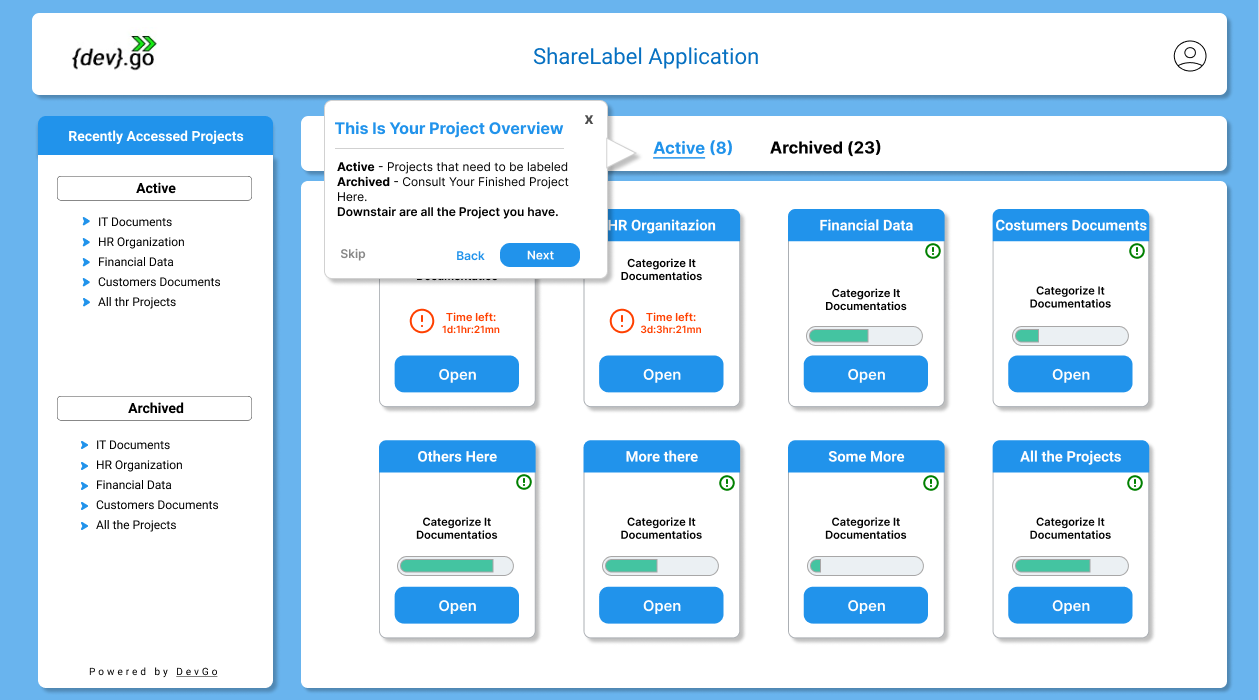 {dev}.go
ShareLabel Application
Recently Accessed Projects
Active
IT Documents
HR Organization
Financial Data
Customers Documents
All thr Projects
Archived
IT Documents
HR Organization
Financial Data
Customers Documents
All the Projects
Powered by DevGo
This Is Your Project Overview
x
Active - Projects that need to be labeled
Archived - Consult Your Finished Project
Here.
Downstair are all the Project you have.
Skip
Back
Next
Active (8)
Archived (23)
Time left:
1d:1hr:21mn
Open
HR Organitazion
Categorize It
Documentatios
Time left:
3d:3hr:21mn
Open
Financial Data
Categorize It
Documentatios
Open
Costumers Documents
Categorize It
Documentatios
Open
Others Here
Categorize It
Documentatios
Open
More there
Categorize It
Documentatios
Open
Some More
Categorize It
Documentatios
Open
All the Projects
Categorize It
Documentatios
Open